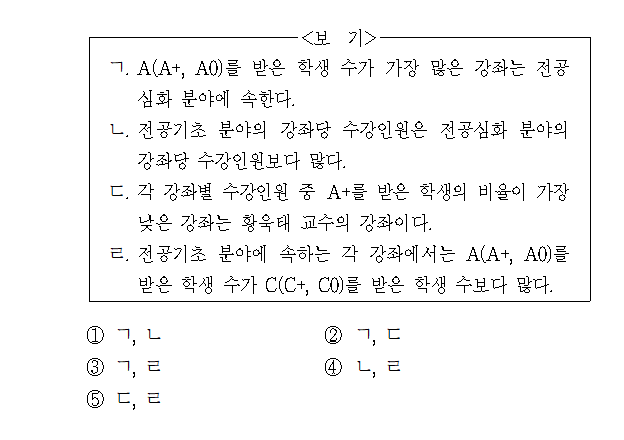 <보 기>
ㄱ. A(A+, A0)를 받은 학생 수가 가장 많은 강좌는 전공
심화 분야에 속한다.
ㄴ. 전공기초 분야의 강좌당 수강인원은 전공심화 분야의
강좌당 수강인원보다 많다.
ㄷ. 각 강좌별 수강인원 중 A+를 받은 학생의 비율이 가장
낮은 강좌는 황욱태 교수의 강좌이다.
ㄹ. 전공기초 분야에 속하는 각 강좌에서는 A(A+, A0)를
받은 학생 수가 C(C+, C0)를 받은 학생 수보다 많다.
① ㄱ, ㄴ ② ㄱ, ㄷ
③ ㄱ, ㄹ ④ ㄴ, ㄹ
⑤ ㄷ, ㄹ